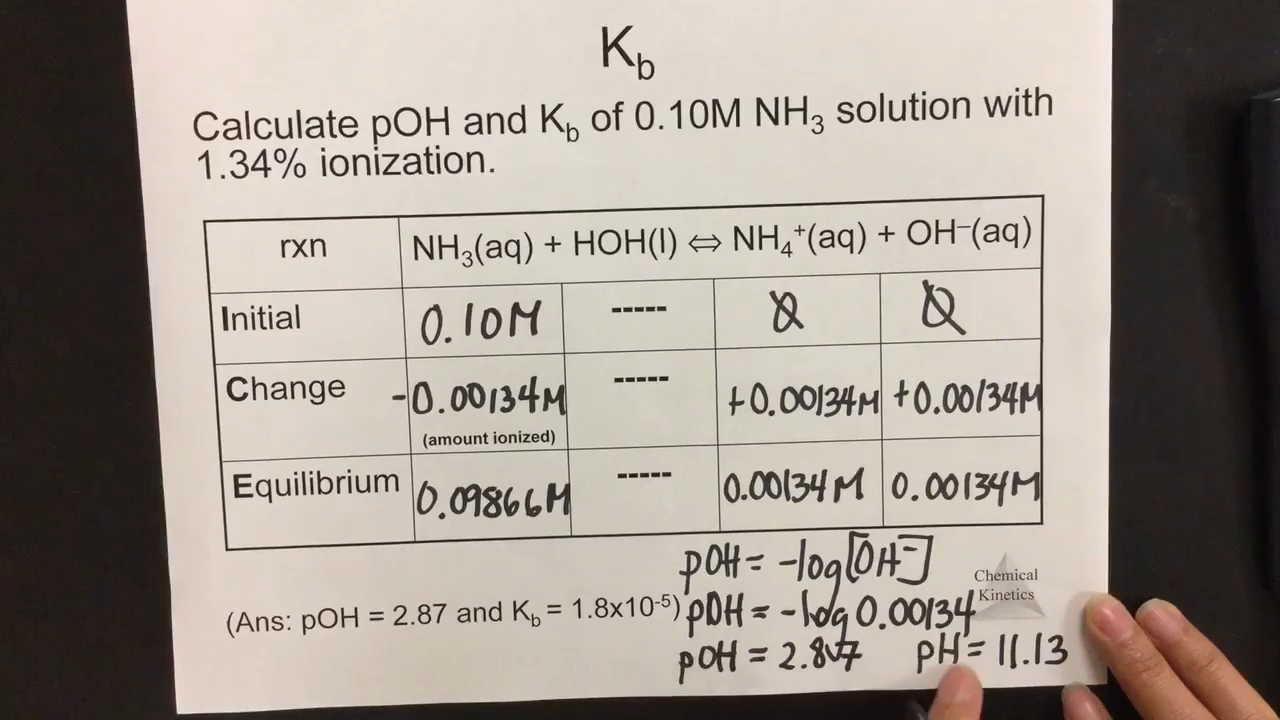 Kb
Calculate pOH and Kb of 0.10M NH3 solution with
1.34% ionization.
rxn NH3(aq) + HOH(l) ⇔ NH4+(aq) + OH–(aq)
Initial 0.10M ----- 0 0
Change -0.00134M ----- +0.00134M +0.00134M
(amount ionized)
Equilibrium 0.09866M ----- 0.00134M 0.00134M
pOH = -log[OH-]
Chemical
Kinetics
(Ans: pOH = 2.87 and Kb = 1.8x10-5) pOH = -log 0.00134
pOH = 2.87 pH = 11.13